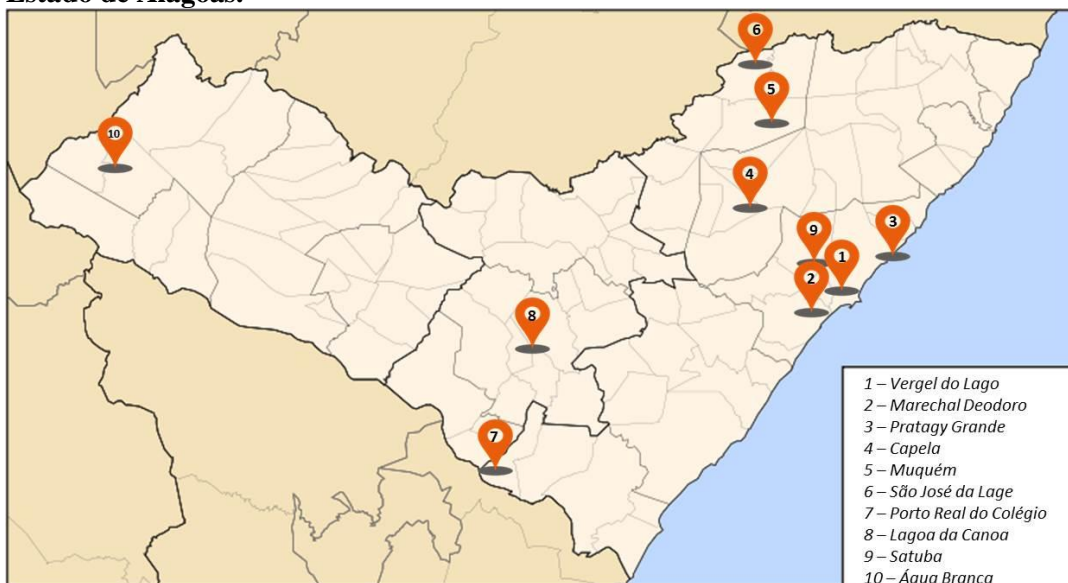 Estado de Alagoas.
6
5
10
4
3
9
1
2
8
7
1 – Vergel do Lago
2 – Marechal Deodoro
3 – Pratagy Grande
4 – Capela
5 – Muquém
6 – São José da Lage
7 – Porto Real do Colégio
8 – Lagoa da Canoa
9 – Satuba
10 – Água Branca